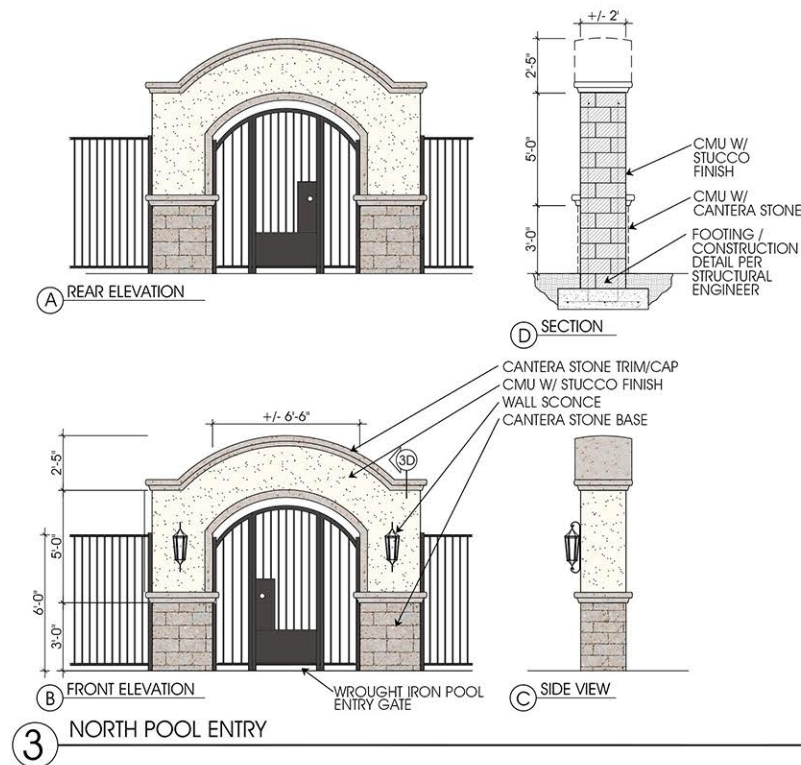 +/- 2'
2'-5"
5'-0"
3'-0"
CMU W/
STUCCO
FINISH
CMU W/
CANTERA STONE
FOOTING /
CONSTRUCTION
DETAIL PER
STRUCTURAL
ENGINEER
A REAR ELEVATION
D SECTION
CANTERA STONE TRIM/CAP
CMU W/ STUCCO FINISH
WALL SCONCE
CANTERA STONE BASE
+/- 6'-6"
3D
2'-5"
5'-0"
6'-0"
3'-0"
B FRONT ELEVATION
WROUGHT IRON POOL
ENTRY GATE
C SIDE VIEW
3 NORTH POOL ENTRY